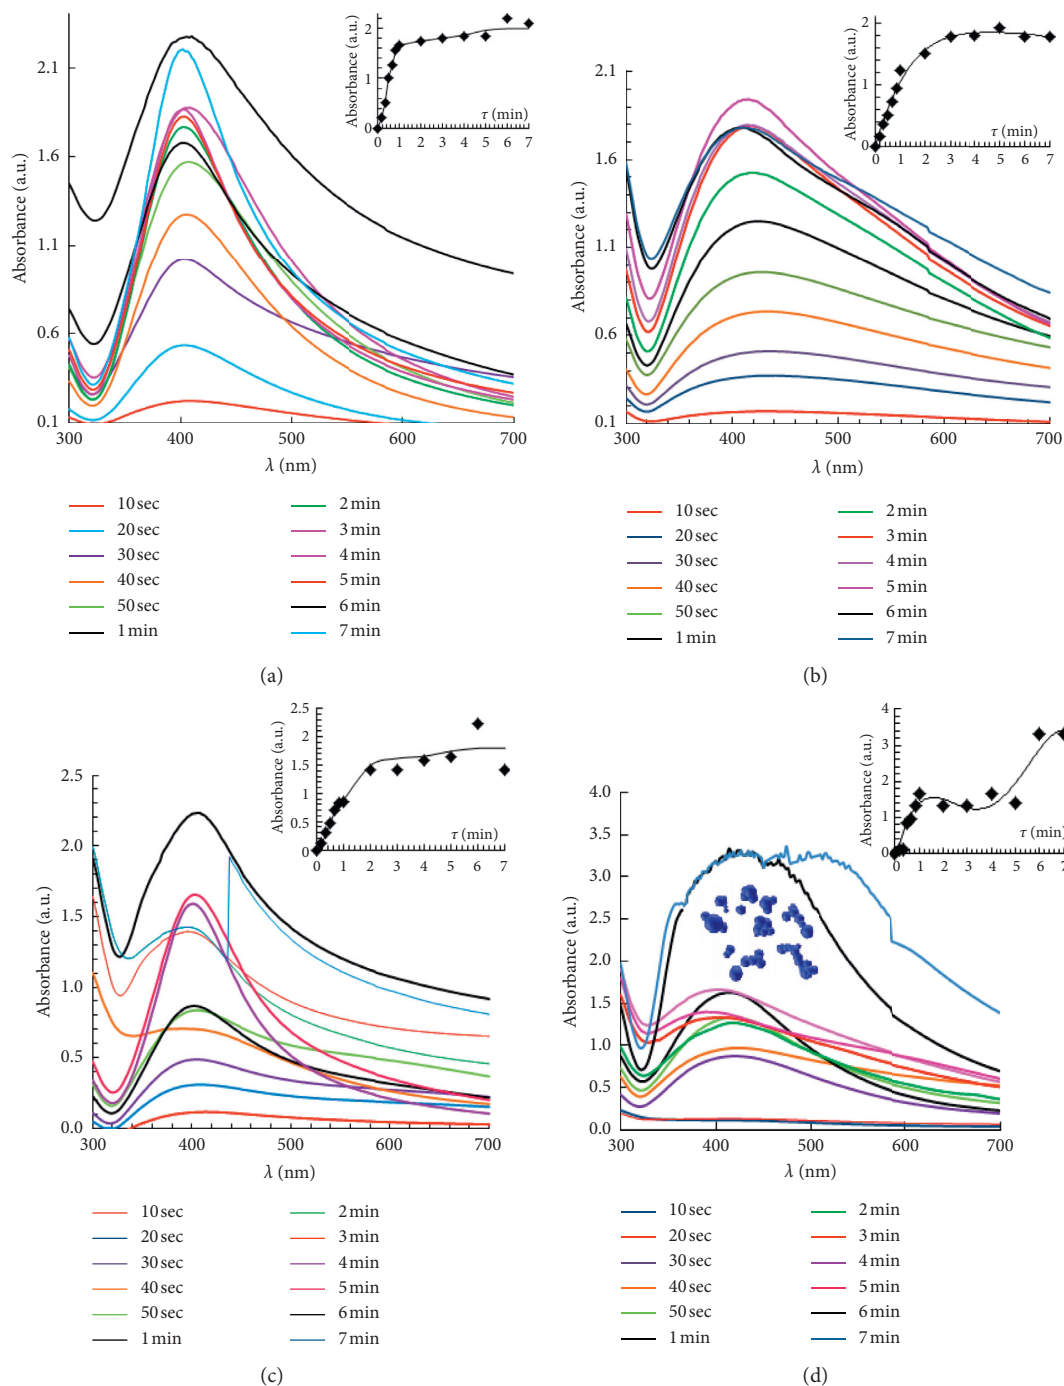 2.1
1.6
1.1
0.6
0.1
300
400
500
600
700
Absorbance (a.u.)
λ (nm)
2
1
0
Absorbance (a.u.)
τ (min)
0 1 2 3 4 5 6 7
10 sec
20 sec
30 sec
40 sec
50 sec
1 min
2 min
3 min
4 min
5 min
6 min
7 min
(a)
2.1
1.6
1.1
0.6
0.1
300
400
500
600
700
Absorbance (a.u.)
λ (nm)
2
1
0
Absorbance (a.u.)
τ (min)
0 1 2 3 4 5 6 7
10 sec
20 sec
30 sec
40 sec
50 sec
1 min
2 min
3 min
4 min
5 min
6 min
7 min
(b)
2.5
2.0
1.5
1.0
0.5
0.0
300
400
500
600
700
Absorbance (a.u.)
λ (nm)
2.5
2
1.5
1
0.5
0
Absorbance (a.u.)
τ (min)
0 1 2 3 4 5 6 7
10 sec
20 sec
30 sec
40 sec
50 sec
1 min
2 min
3 min
4 min
5 min
6 min
7 min
(c)
4.0
3.5
3.0
2.5
2.0
1.5
1.0
0.5
0.0
300
400
500
600
700
Absorbance (a.u.)
λ (nm)
4
3
2
1
0
Absorbance (a.u.)
τ (min)
0 1 2 3 4 5 6 7
10 sec
20 sec
30 sec
40 sec
50 sec
1 min
2 min
3 min
4 min
5 min
6 min
7 min
(d)